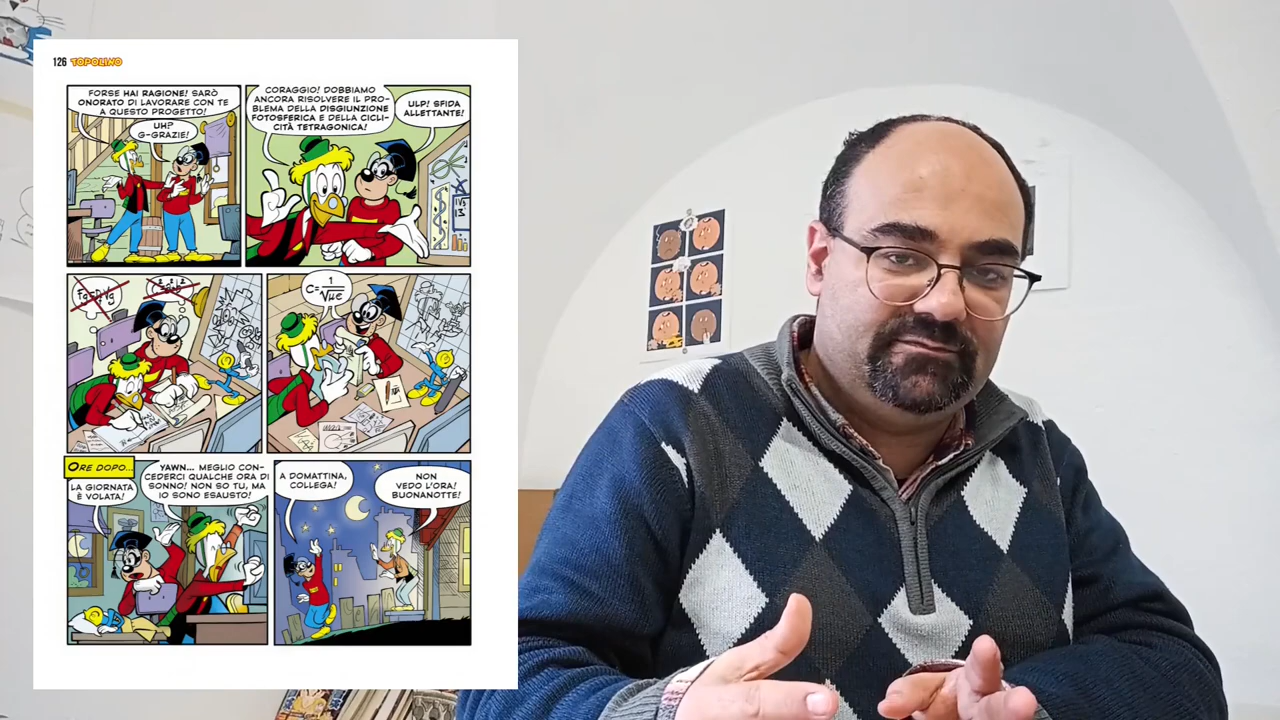 126 TOPOLINO
FORSE HAI RAGIONE! SARÒ
ONORATO DI LAVORARE CON TE
A QUESTO PROGETTO!
UH?
G-GRAZIE!
CORAGGIO! DOBBIAMO
ANCORA RISOLVERE IL PRO-
BLEMA DELLA DISGIUNZIONE
FOTOSFERICA E DELLA CICLI-
CITÀ TETRAGONICA!
ULP! SFIDA
ALLETTANTE!
C=1/√με
ORE DOPO...
LA GIORNATA
È VOLATA!
YAWN... MEGLIO CON-
CEDERCI QUALCHE ORA DI
SONNO! NON SO TU, MA
IO SONO ESAUSTO!
A DOMATTINA,
COLLEGA!
NON
VEDO L'ORA!
BUONANOTTE!